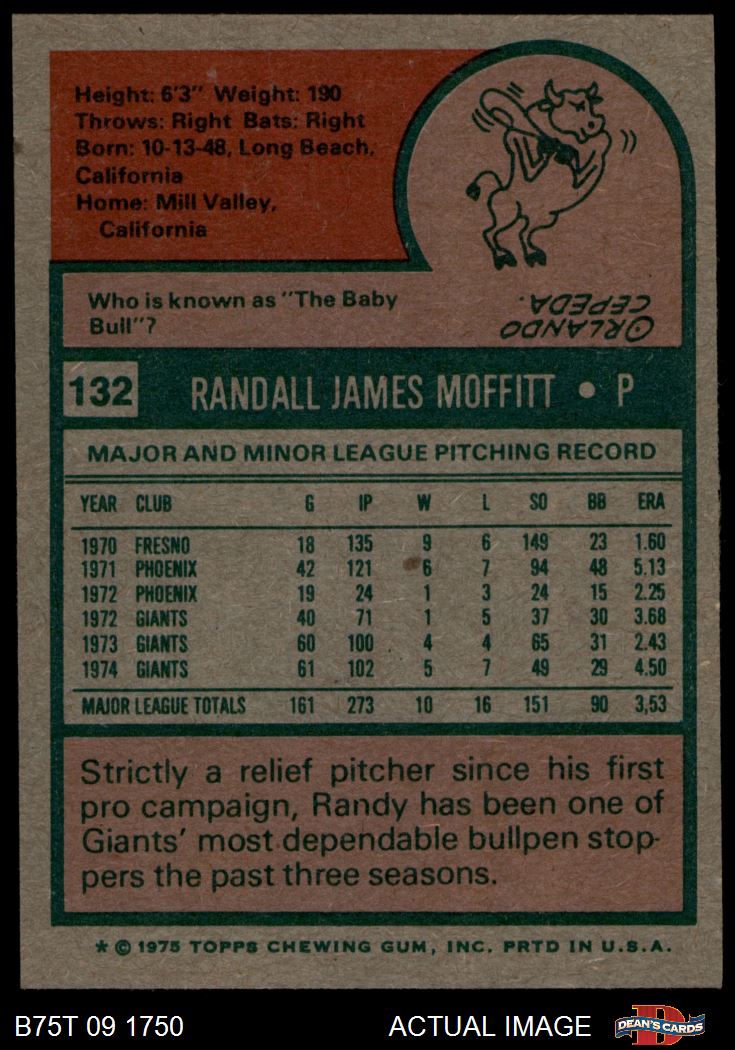 Height: 6'3" Weight: 190
Throws: Right Bats: Right
Born: 10-13-48, Long Beach,
California
Home: Mill Valley,
California
Who is known as "The Baby
Bull"?
ORLANDO
CEPEDA.
132 RANDALL JAMES MOFFITT • P
MAJOR AND MINOR LEAGUE PITCHING RECORD
YEAR CLUB G IP W L SO BB ERA
1970 FRESNO 18 135 9 6 149 23 1.60
1971 PHOENIX 42 121 6 7 94 48 5.13
1972 PHOENIX 19 24 1 3 24 15 2.25
1972 GIANTS 40 71 1 5 37 30 3.68
1973 GIANTS 60 100 4 4 65 31 2.43
1974 GIANTS 61 102 5 7 49 29 4.50
MAJOR LEAGUE TOTALS 161 273 10 16 151 90 3,53
Strictly a relief pitcher since his first
pro campaign, Randy has been one of
Giants' most dependable bullpen stop-
pers the past three seasons.
* © 1975 TOPPS CHEWING GUM, INC. PRTD IN U.S.A.
B75T 09 1750 ACTUAL IMAGE D DEAN'S CARDS